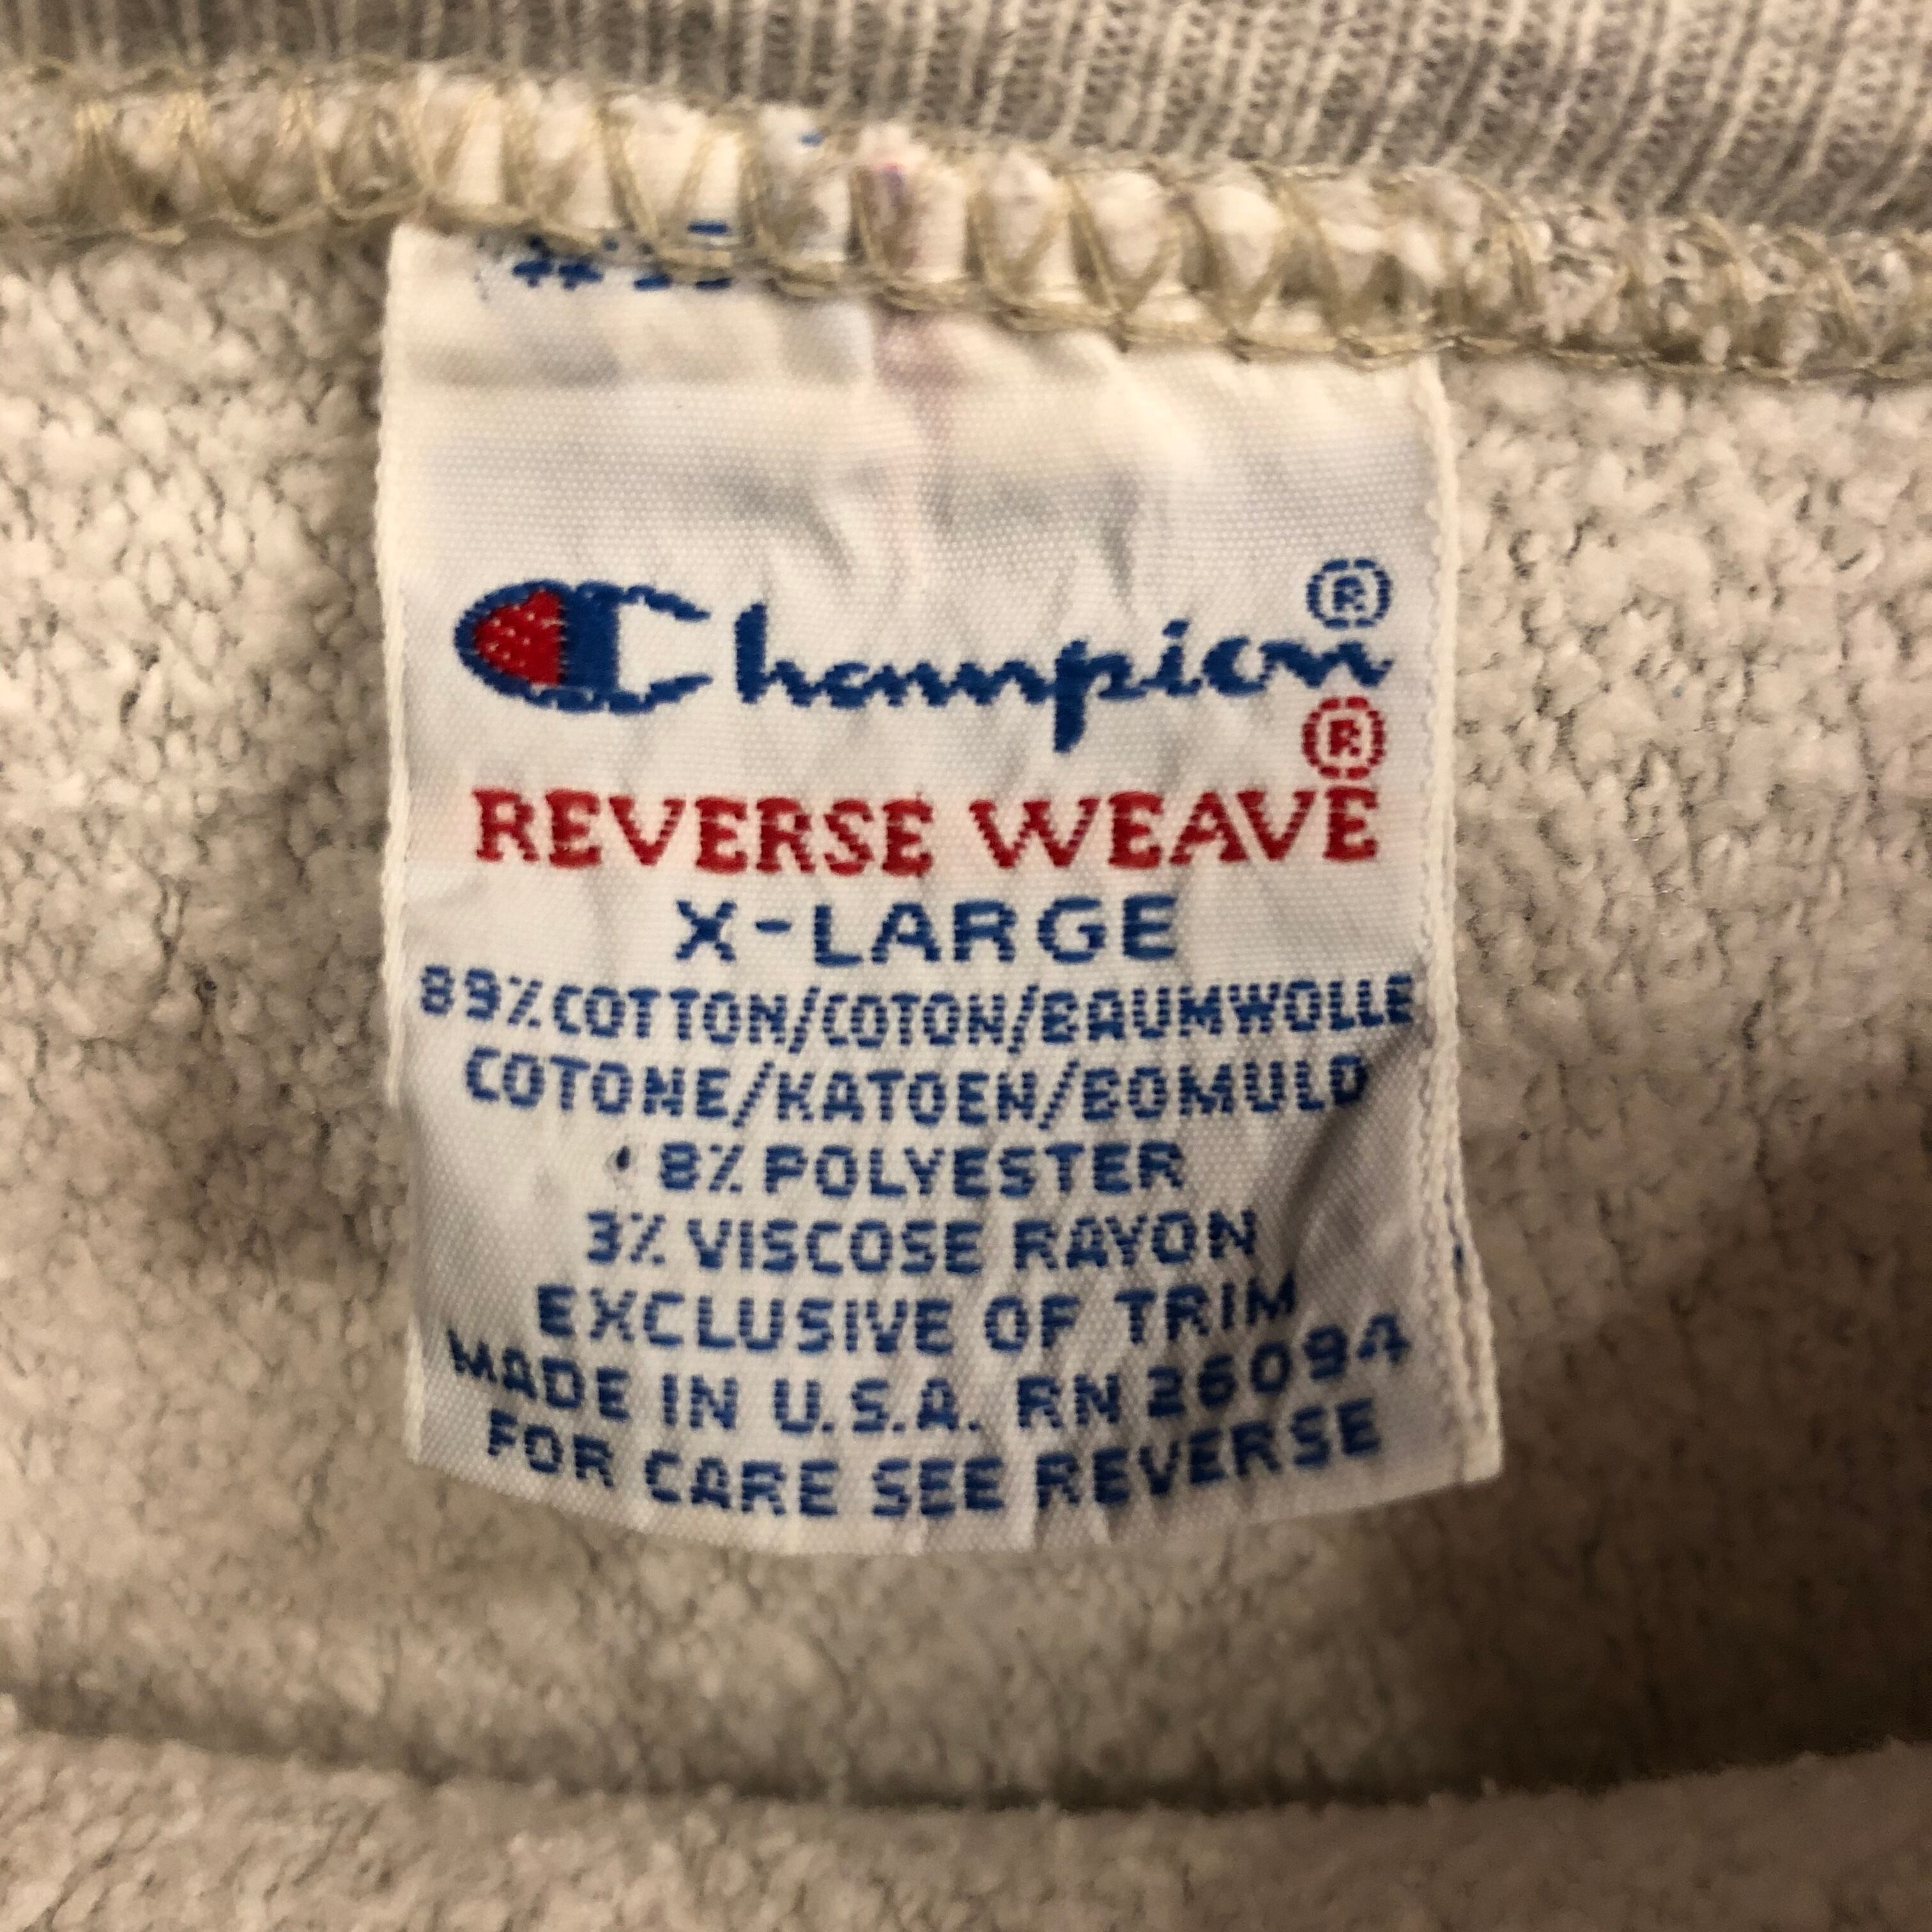 Champion®
REVERSE WEAVE®
X-LARGE
89% COTTON/COTON/BAUMWOLLE
COTONE/KATOEN/BOMULD
8% POLYESTER
3% VISCOSE RAYON
EXCLUSIVE OF TRIM
MADE IN U.S.A. RN 26094
FOR CARE SEE REVERSE